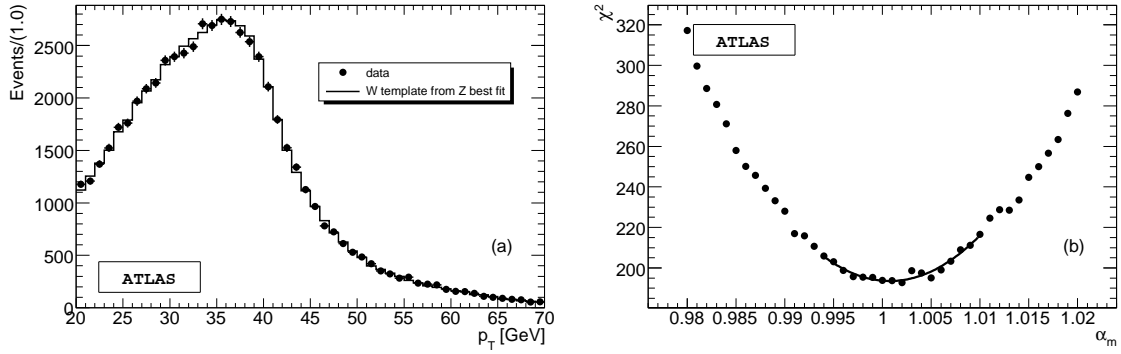 Events/(1.0)
2500
2000
1500
1000
500
0
data
W template from Z best fit
(a)
ATLAS
20 25 30 35 40 45 50 55 60 65 70
p_T [GeV]
χ²
320
300
280
260
240
220
200
ATLAS
(b)
0.98 0.985 0.99 0.995 1 1.005 1.01 1.015 1.02
α_m